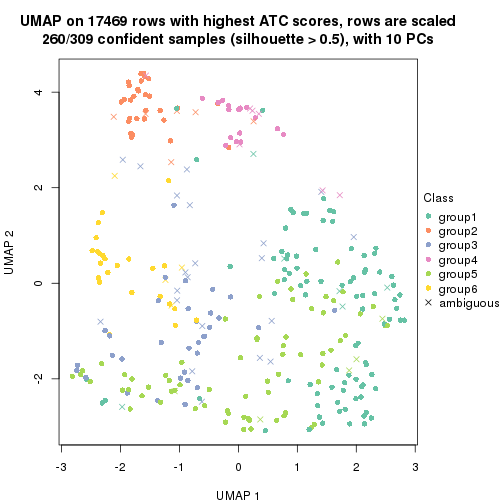 UMAP on 17469 rows with highest ATC scores, rows are scaled
260/309 confident samples (silhouette > 0.5), with 10 PCs
4
2
0
-2
UMAP 2
-3
-2
-1
0
1
2
3
UMAP 1
Class
group1
group2
group3
group4
group5
group6
ambiguous